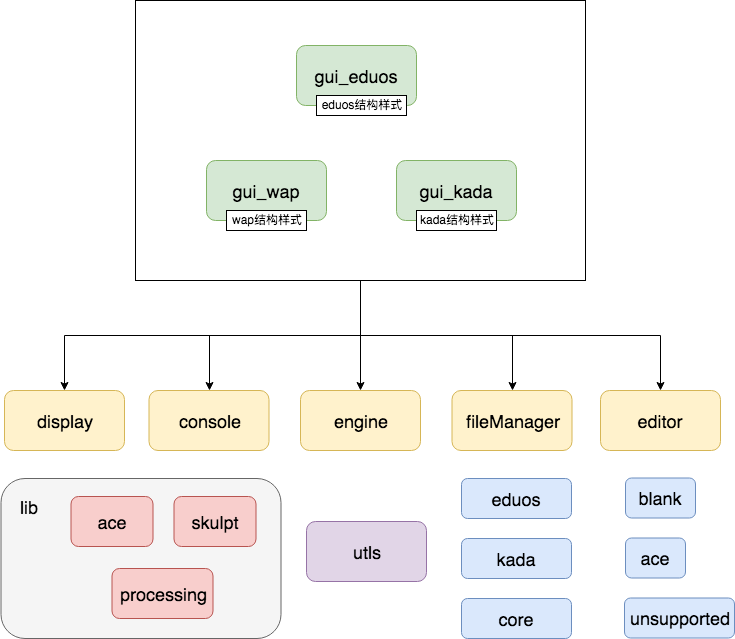 gui_eduos
eduos结构样式
gui_wap
gui_kada
wap结构样式
kada结构样式
display
console
engine
fileManager
editor
lib
ace
skulpt
processing
utls
eduos
kada
core
blank
ace
unsupported